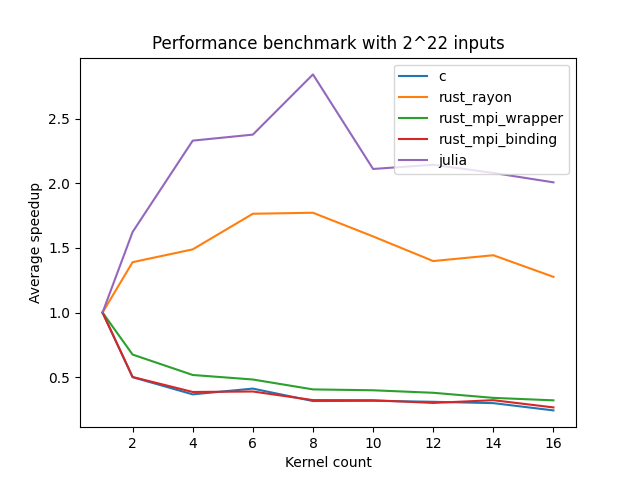 Performance benchmark with 2^22 inputs
c
rust_rayon
rust_mpi_wrapper
rust_mpi_binding
julia
Average speedup
2.5
2.0
1.5
1.0
0.5
2 4 6 8 10 12 14 16
Kernel count